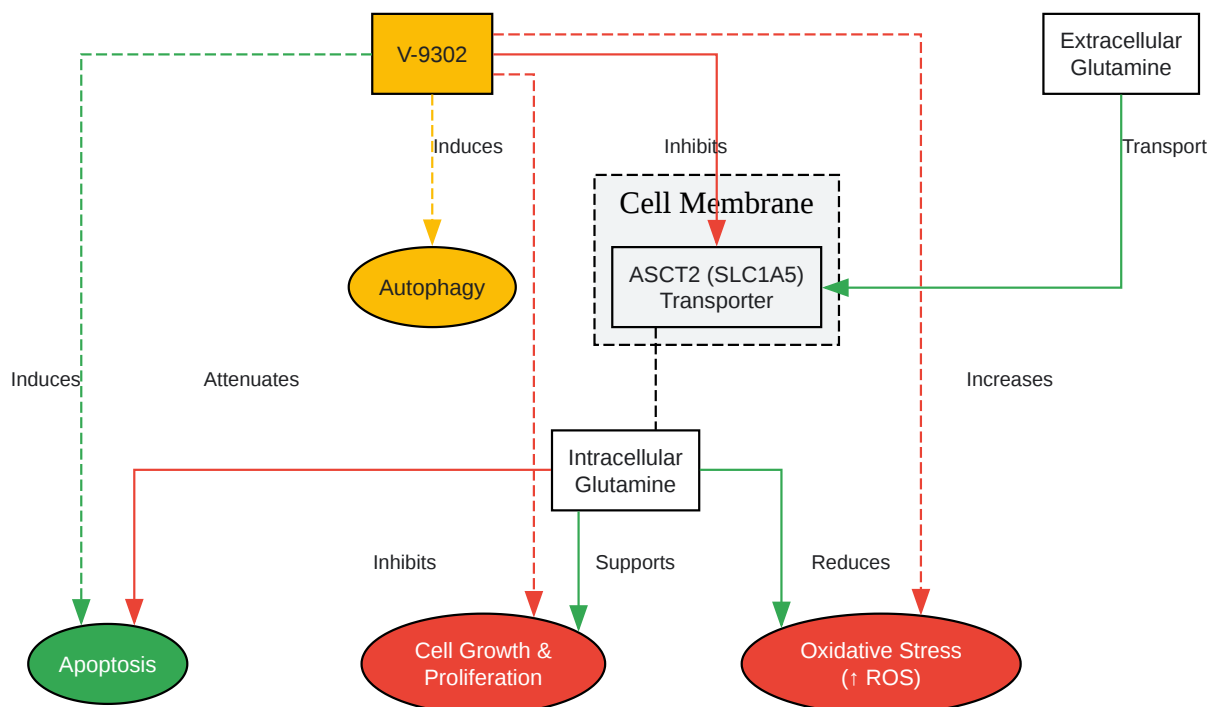 V-9302
Extracellular
Glutamine
Induces
Inhibits
Transport
Cell Membrane
ASCT2 (SLC1A5)
Transporter
Autophagy
Induces
Attenuates
Increases
Intracellular
Glutamine
Inhibits
Supports
Reduces
Apoptosis
Cell Growth &
Proliferation
Oxidative Stress
(↑ ROS)